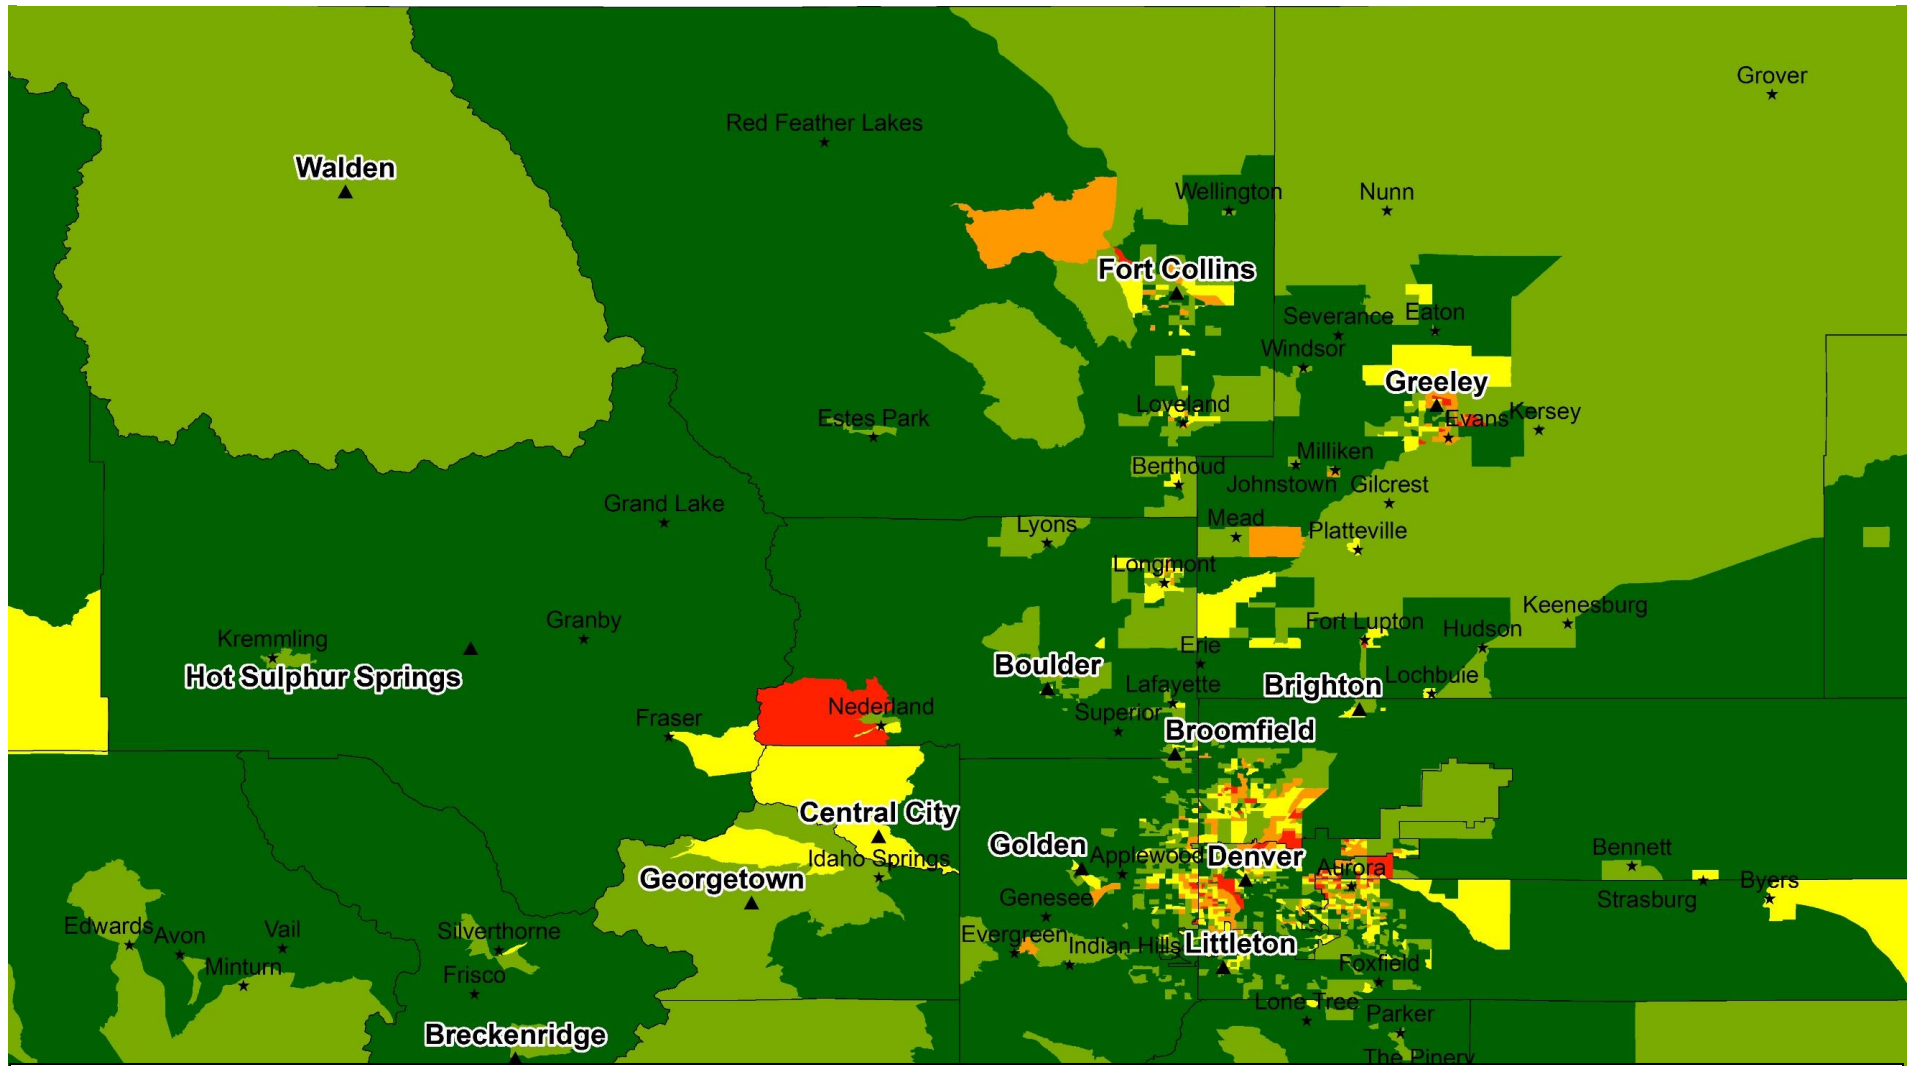 Grover
Red Feather Lakes
Walden
Wellington
Nunn
Fort Collins
Severance
Eaton
Windsor
Greeley
Loveland
Estes Park
Evans
Kersey
Milliken
Berthoud
Johnstown
Gilcrest
Grand Lake
Mead
Lyons
Platteville
Longmont
Keenesburg
Granby
Fort Lupton
Hudson
Kremmling
Erie
Boulder
Hot Sulphur Springs
Lochbuie
Lafayette
Brighton
Nederland
Superior
Fraser
Broomfield
Central City
Golden
Applewood
Denver
Bennett
Idaho Springs
Aurora
Georgetown
Byers
Genesee
Strasburg
Edwards
Avon
Vail
Silverthorne
Evergreen
Indian Hills
Littleton
Minturn
Frisco
Foxfield
Lone Tree
Parker
Breckenridge
The Pinery